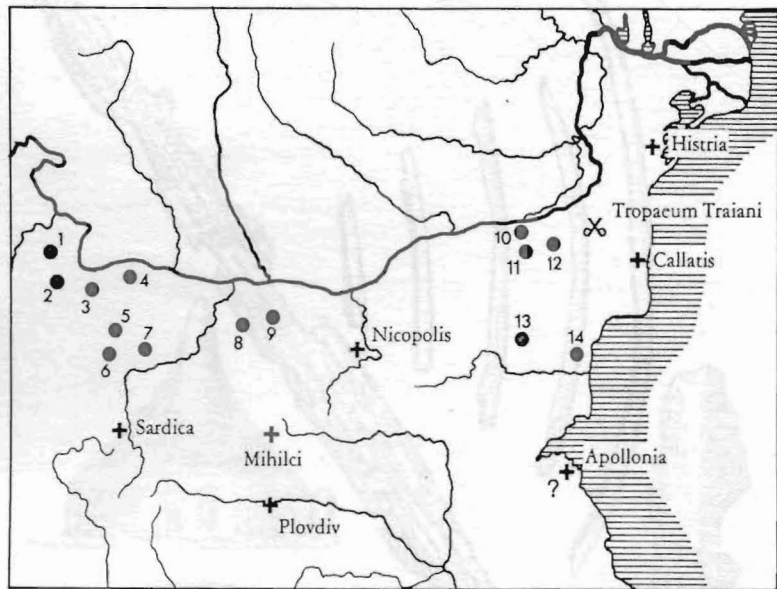 Histria
Tropaeum Traiani
Callatis
10
11
12
1
2
3
4
5
6
7
8
9
Nicopolis
13
14
Sardica
Mihilci
Apollonia
?
Plovdiv